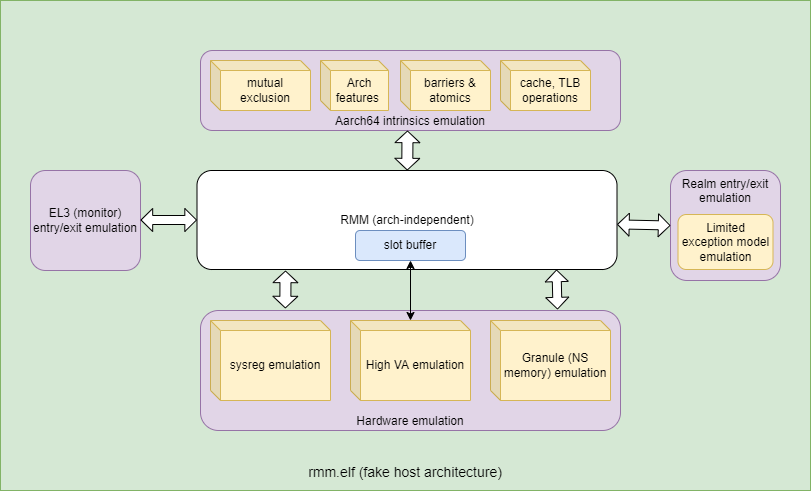 mutual
exclusion
Arch
features
barriers &
atomics
cache, TLB
operations
Aarch64 intrinsics emulation
EL3 (monitor)
entry/exit emulation
RMM (arch-independent)
slot buffer
Realm entry/exit
emulation
Limited
exception model
emulation
sysreg emulation
High VA emulation
Granule (NS
memory) emulation
Hardware emulation
rmm.elf (fake host architecture)